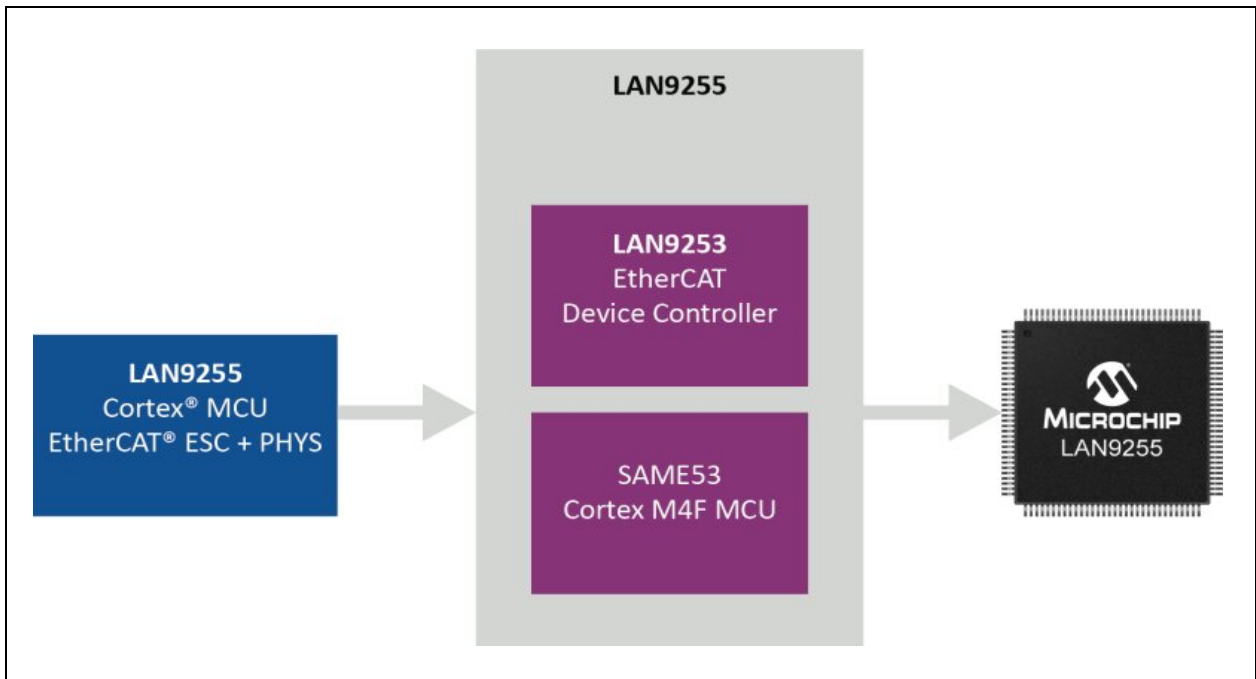 LAN9255
Cortex® MCU
EtherCAT® ESC + PHYS
LAN9255
LAN9253
EtherCAT
Device Controller
SAME53
Cortex M4F MCU
MICROCHIP
LAN9255